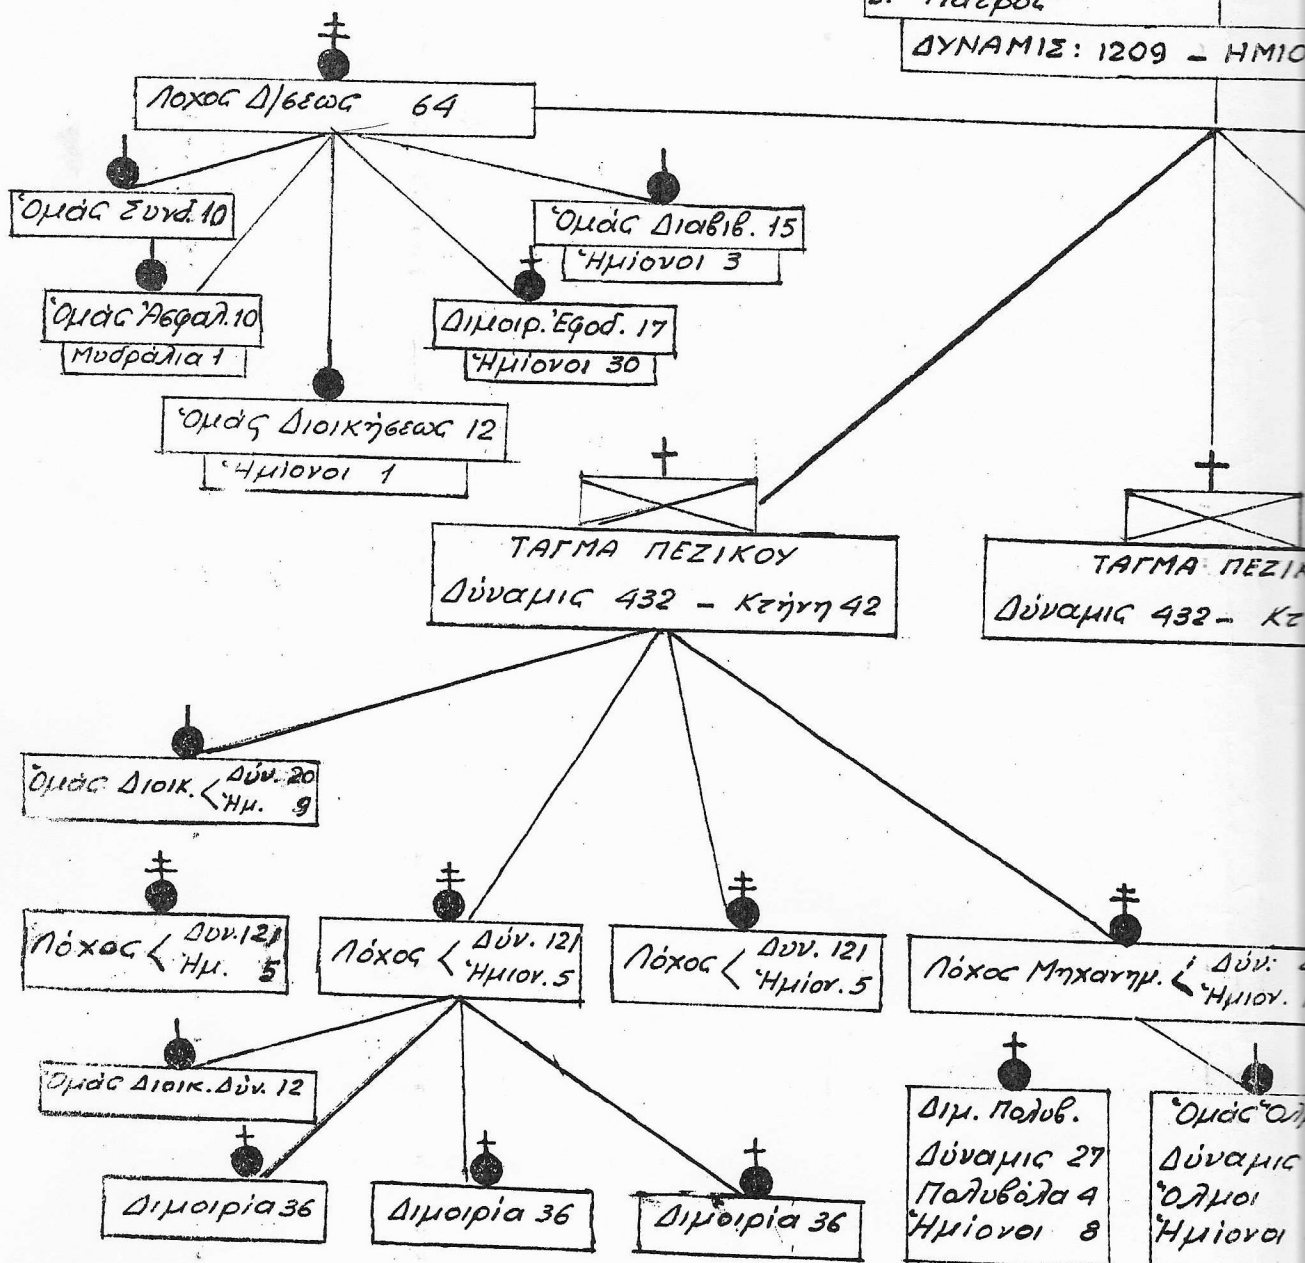 ΔΥΝΑΜΙΣ: 1209 - ΗΜΙΟ
Λοχος Δ/σεως 64
Ὁμάς Συνδ. 10
Ὁμάς Διαβιβ. 15
Ἡμίονοι 3
Ὁμάς Ἀσφαλ. 10
Μυδράλια 1
Διμοιρ. Ἐφοδ. 17
Ἡμίονοι 30
Ὁμάς Διοικήσεως 12
Ἡμίονοι 1
ΤΑΓΜΑ ΠΕΖΙΚΟΥ
Δύναμις 432 - Κτήνη 42
ΤΑΓΜΑ ΠΕΖΙΚ
Δύναμις 432 - Κτ
Ὁμάς Διοικ. < Δύν. 20
Ἡμ. 9
Λόχος < Δυν. 121
Ἡμ. 5
Λόχος < Δύν. 121
Ἡμιον. 5
Λόχος < Δυν. 121
Ἡμίον. 5
Λόχος Μηχανημ. < Δύν:
Ἡμιον.
Ὁμάς Διοικ. Δύν. 12
Διμοιρία 36
Διμοιρία 36
Διμοιρία 36
Διμ. Πολυβ.
Δύναμις 27
Πολυβόλα 4
Ἡμίονοι 8
Ὁμάς Ὁλ
Δύναμις
Ὁλμοι
Ἡμίονοι